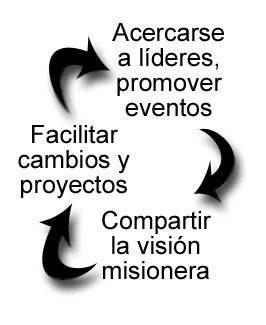 Acercarse
a líderes,
promover
eventos
Facilitar
cambios y
proyectos
Compartir
la visión
misionera